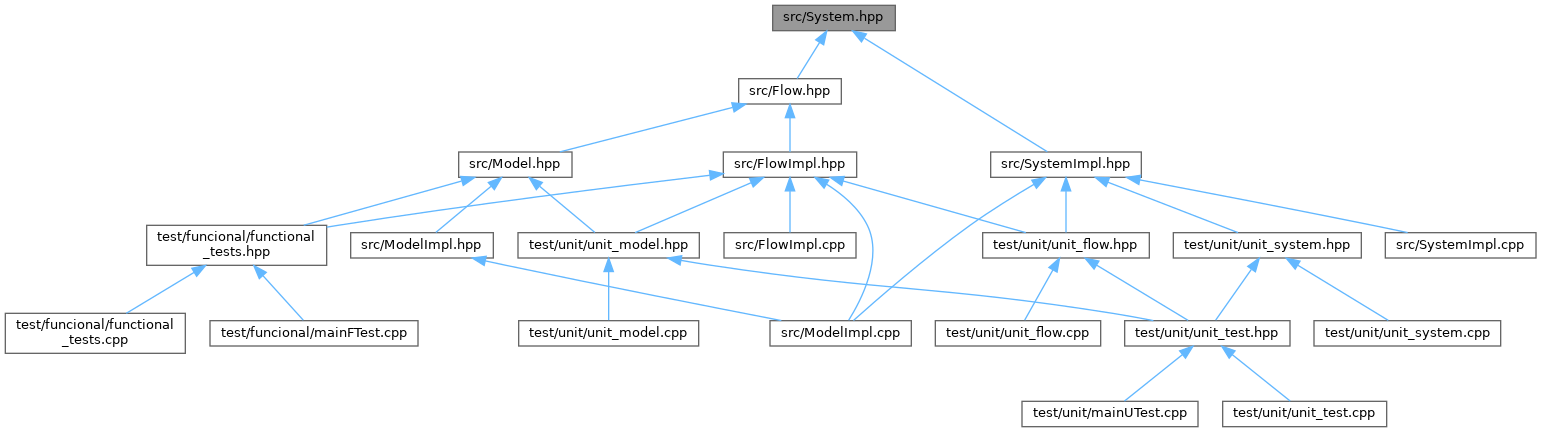 src/System.hpp
src/Flow.hpp
src/Model.hpp
src/FlowImpl.hpp
src/SystemImpl.hpp
test/funcional/functional
_tests.hpp
src/ModelImpl.hpp
test/unit/unit_model.hpp
src/FlowImpl.cpp
test/unit/unit_flow.hpp
test/unit/unit_system.hpp
src/SystemImpl.cpp
test/funcional/functional
_tests.cpp
test/funcional/mainFTest.cpp
test/unit/unit_model.cpp
src/ModelImpl.cpp
test/unit/unit_flow.cpp
test/unit/unit_test.hpp
test/unit/unit_system.cpp
test/unit/mainUTest.cpp
test/unit/unit_test.cpp